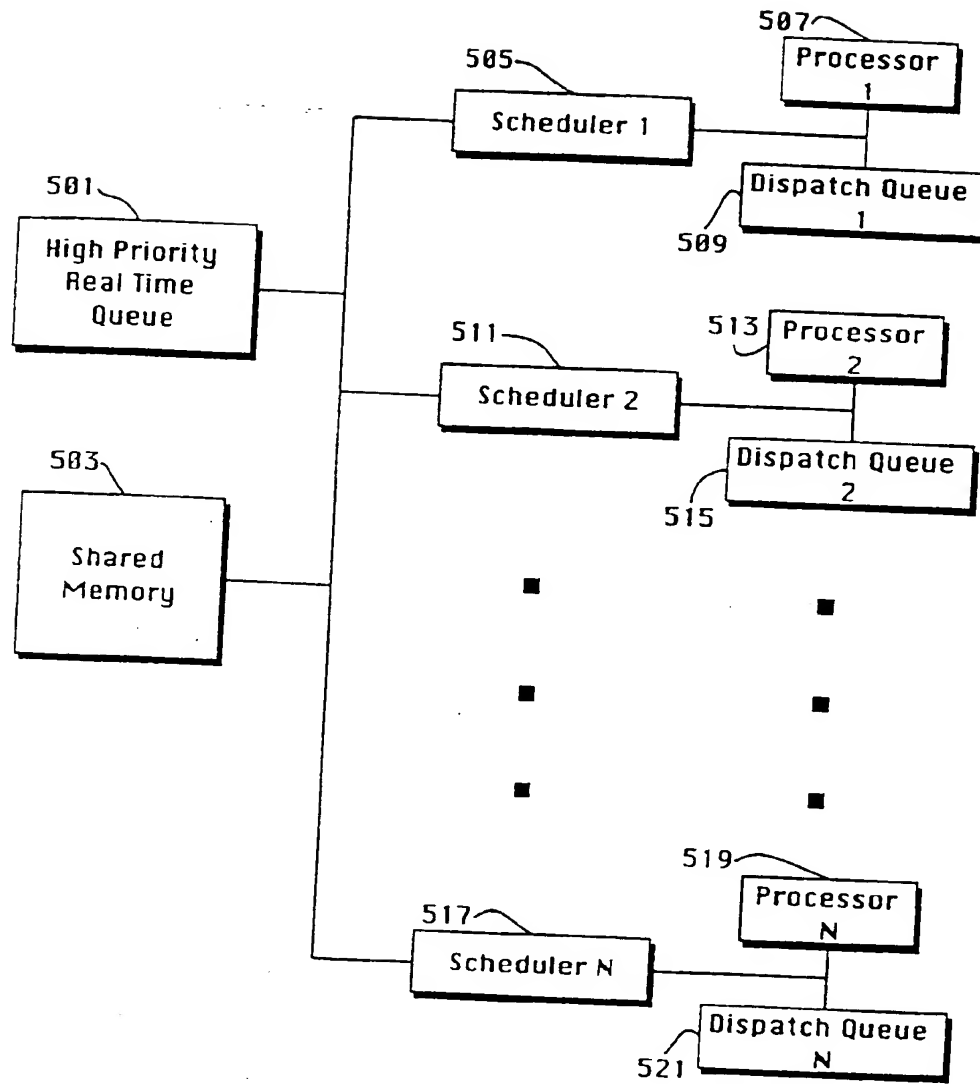 507
Processor
1
505
Scheduler 1
Dispatch Queue
1
509
501
High Priority
Real Time
Queue
513
Processor
2
511
Scheduler 2
Dispatch Queue
2
515
503
Shared
Memory
519
Processor
N
517
Scheduler N
Dispatch Queue
N
521